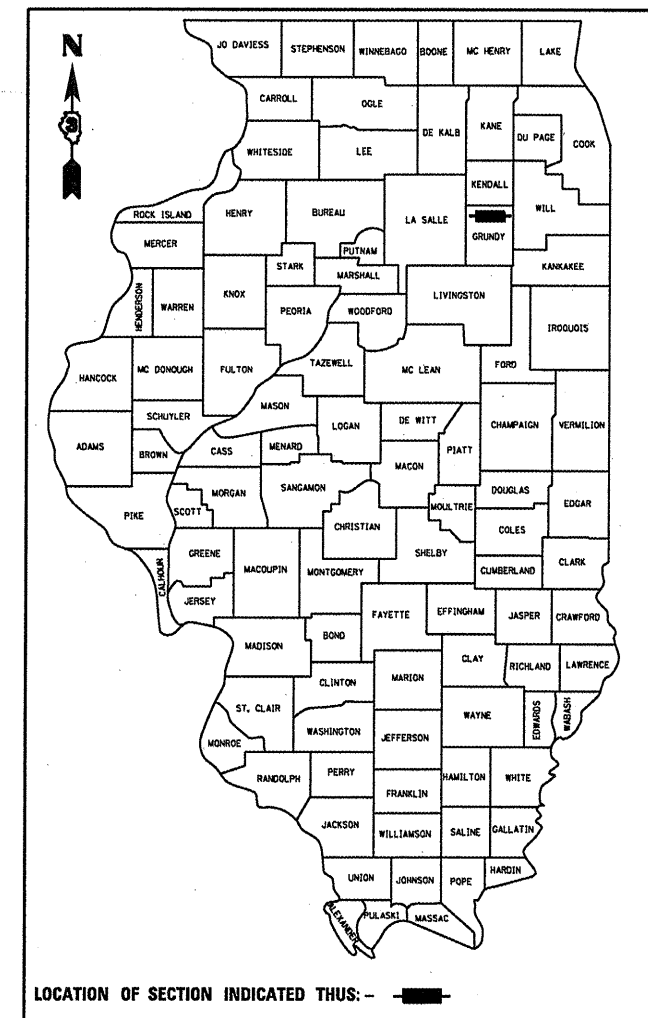 N
3
JO DAVIESS
STEPHENSON
WINNEBAGO
BOONE
MC HENRY
LAKE
CARROLL
OGLE
DE KALB
KANE
DU PAGE
COOK
WHITESIDE
LEE
KENDALL
WILL
ROCK ISLAND
HENRY
BUREAU
LA SALLE
GRUNDY
MERCER
PUTNAM
STARK
MARSHALL
KANKAKEE
HENDERSON
WARREN
KNOX
PEORIA
WOODFORD
LIVINGSTON
IROQUOIS
HANCOCK
MC DONOUGH
FULTON
TAZEWELL
MC LEAN
FORD
SCHUYLER
MASON
LOGAN
DE WITT
CHAMPAIGN
VERMILION
ADAMS
BROWN
CASS
MENARD
MACON
PIATT
PIKE
SCOTT
MORGAN
SANGAMON
CHRISTIAN
MOULTRIE
DOUGLAS
EDGAR
COLES
CALHOUN
GREENE
MACOUPIN
MONTGOMERY
SHELBY
CUMBERLAND
CLARK
JERSEY
FAYETTE
EFFINGHAM
JASPER
CRAWFORD
MADISON
BOND
CLAY
RICHLAND
LAWRENCE
CLINTON
MARION
ST. CLAIR
WASHINGTON
JEFFERSON
WAYNE
EDWARDS
WABASH
MONROE
RANDOLPH
PERRY
HAMILTON
WHITE
FRANKLIN
JACKSON
WILLIAMSON
SALINE
GALLATIN
UNION
JOHNSON
POPE
HARDIN
ALEXANDER
PULASKI
MASSAC
LOCATION OF SECTION INDICATED THUS: -